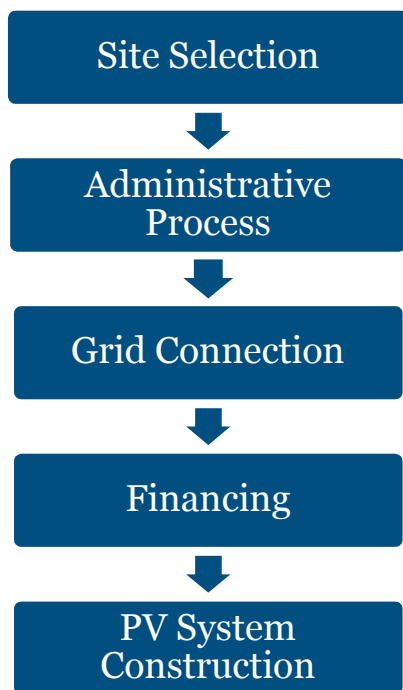 Site Selection
Administrative
Process
Grid Connection
Financing
PV System
Construction